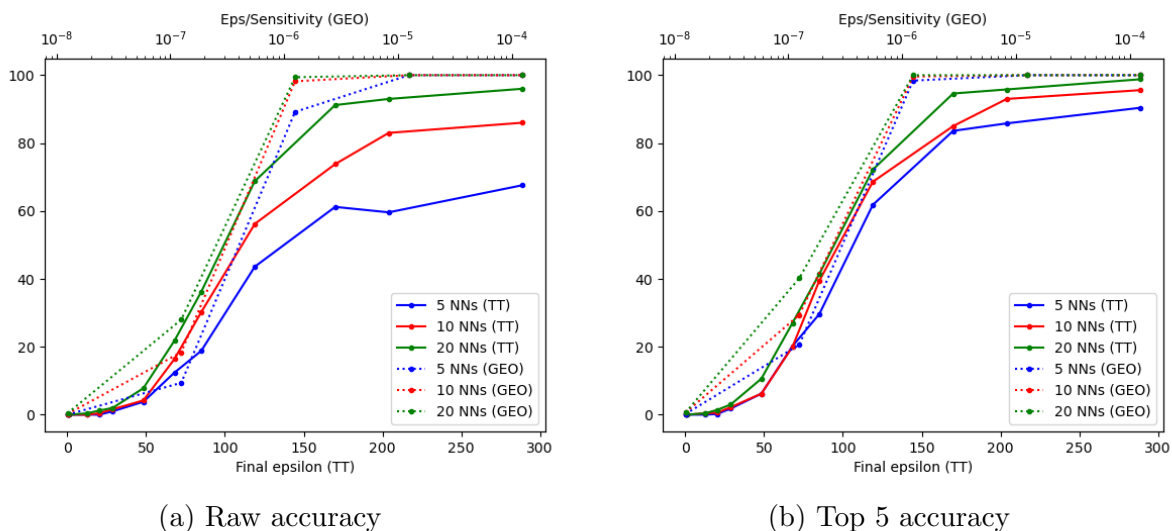 Eps/Sensitivity (GEO)
10⁻⁸ 10⁻⁷ 10⁻⁶ 10⁻⁵ 10⁻⁴
100
80
60
40
20
0
5 NNs (TT)
10 NNs (TT)
20 NNs (TT)
5 NNs (GEO)
10 NNs (GEO)
20 NNs (GEO)
0 50 100 150 200 250 300
Final epsilon (TT)
(a) Raw accuracy
Eps/Sensitivity (GEO)
10⁻⁸ 10⁻⁷ 10⁻⁶ 10⁻⁵ 10⁻⁴
100
80
60
40
20
0
5 NNs (TT)
10 NNs (TT)
20 NNs (TT)
5 NNs (GEO)
10 NNs (GEO)
20 NNs (GEO)
0 50 100 150 200 250 300
Final epsilon (TT)
(b) Top 5 accuracy